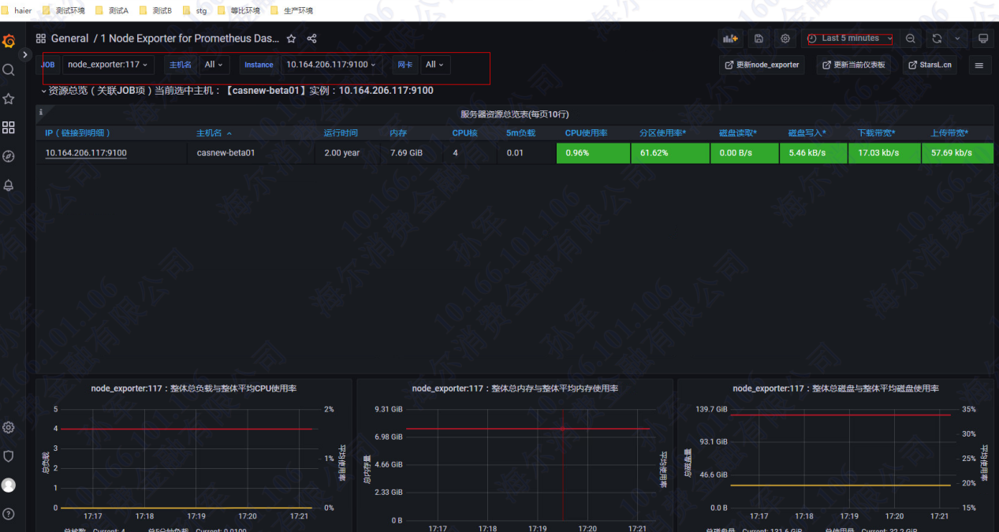 haier 测试环境 测试A 测试B stg 等比环境 生产环境
General / 1 Node Exporter for Prometheus Das...
Last 5 minutes
JOB node_exporter:117 主机名 All Instance 10.164.206.117:9100 网卡 All
更新node_exporter 更新当前仪表板 StarsL.cn
资源总览（关联JOB项）当前选中主机：【casnew-beta01】实例：10.164.206.117:9100
服务器资源总览表(每页10行)
IP（链接到明细） 主机名 运行时间 内存 CPU核 5m负载 CPU使用率 分区使用率* 磁盘读取* 磁盘写入* 下载带宽* 上传带宽*
10.164.206.117:9100 casnew-beta01 2.00 year 7.69 GiB 4 0.01 0.96% 61.62% 0.00 B/s 5.46 kB/s 17.03 kb/s 57.69 kb/s
node_exporter:117：整体总负载与整体平均CPU使用率
5
4
3
2
1
0
总负载
2%
1%
0%
平均使用率
17:17 17:18 17:19 17:20 17:21
总核数 Current: 4 总5分钟负载 Current: 0.0100
node_exporter:117：整体总内存与整体平均内存使用率
9.31 GiB
6.98 GiB
4.66 GiB
2.33 GiB
0 B
总内存量
平均使用率
17:17 17:18 17:19 17:20 17:21
node_exporter:117：整体总磁盘与整体平均磁盘使用率
139.7 GiB
93.1 GiB
46.6 GiB
0.0 B
总磁盘量
35%
30%
25%
20%
15%
平均使用率
17:17 17:18 17:19 17:20 17:21
总磁盘量 Current: 131.6 GiB 总使用量 Current: 32.2 GiB
海尔消费金融有限公司
孙军
10.166.101.106